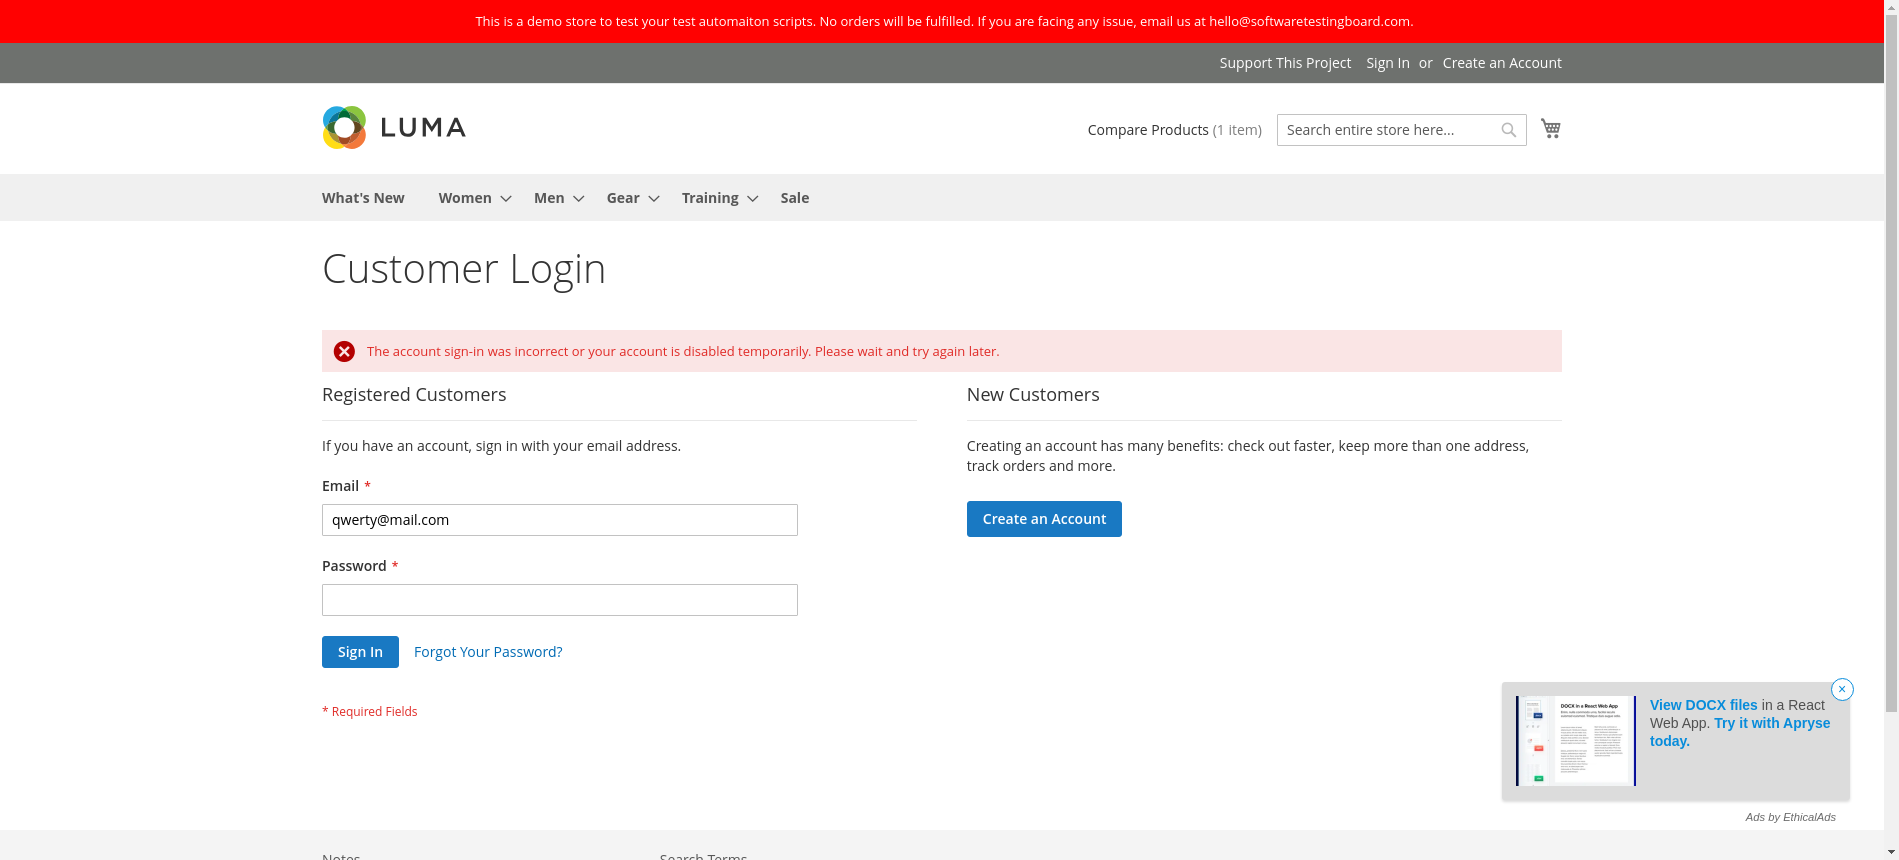 This is a demo store to test your test automaiton scripts. No orders will be fulfilled. If you are facing any issue, email us at hello@softwaretestingboard.com.
Support This Project Sign In or Create an Account
LUMA
Compare Products (1 item)
Search entire store here...
What's New Women Men Gear Training Sale
Customer Login
The account sign-in was incorrect or your account is disabled temporarily. Please wait and try again later.
Registered Customers
If you have an account, sign in with your email address.
Email *
qwerty@mail.com
Password *
Sign In Forgot Your Password?
* Required Fields
New Customers
Creating an account has many benefits: check out faster, keep more than one address,
track orders and more.
Create an Account
DOCX in a React Web App
View DOCX files in a React
Web App. Try it with Apryse
today.
Ads by EthicalAds
Notes
Search Terms